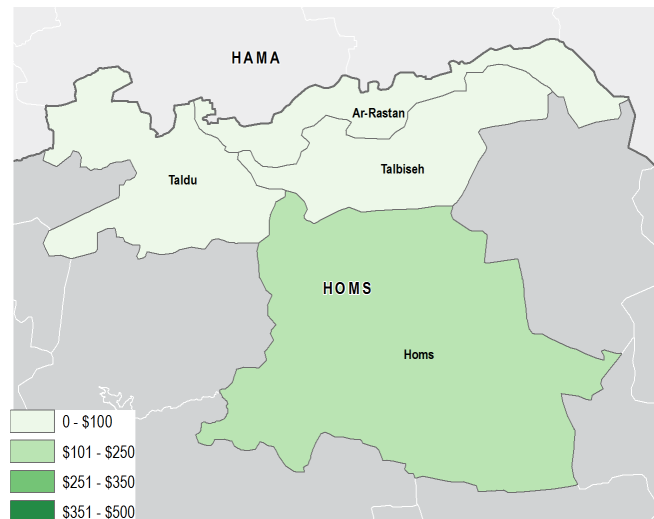 HAMA
Ar-Rastan
Talbiseh
Taldu
HOMS
Homs
0 - $100
$101 - $250
$251 - $350
$351 - $500